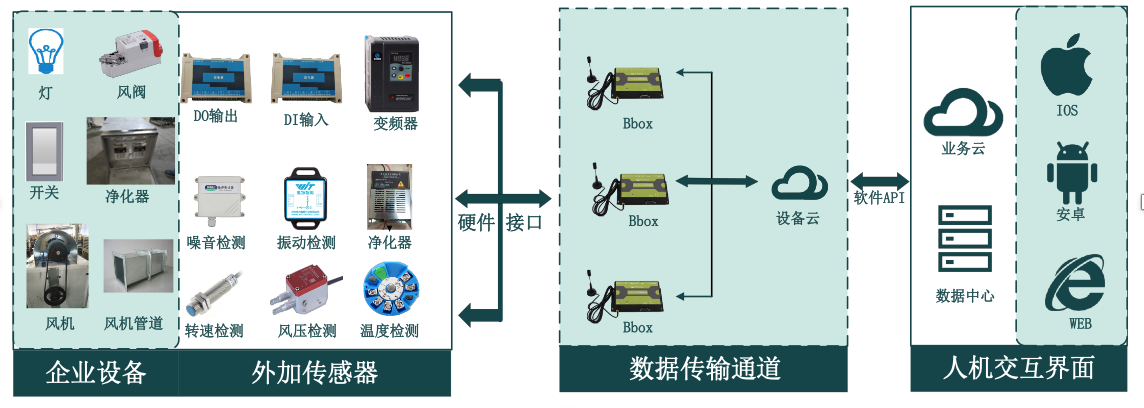 灯
风阀
DO输出
DI输入
变频器
开关
净化器
噪音检测
振动检测
净化器
风机
风机管道
转速检测
风压检测
温度检测
企业设备
外加传感器
硬件
接口
Bbox
Bbox
Bbox
设备云
数据传输通道
软件API
业务云
数据中心
IOS
安卓
WEB
人机交互界面